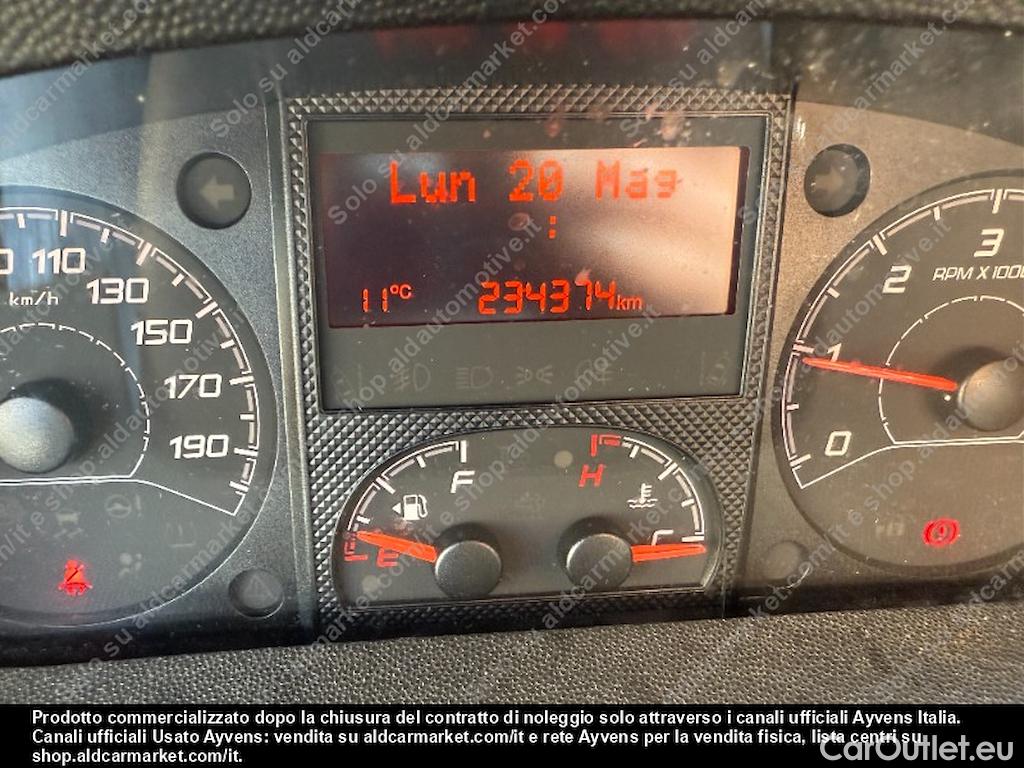 Lun 20 Mag
:
11°C 234374km
110
km/h 130
150
170
190
3
2
RPM X 1000
1
0
F
E
H
C
Prodotto commercializzato dopo la chiusura del contratto di noleggio solo attraverso i canali ufficiali Ayvens Italia.
Canali ufficiali Usato Ayvens: vendita su aldcarmarket.com/it e rete Ayvens per la vendita fisica, lista centri su
shop.aldcarmarket.com/it.
CarOutlet.eu